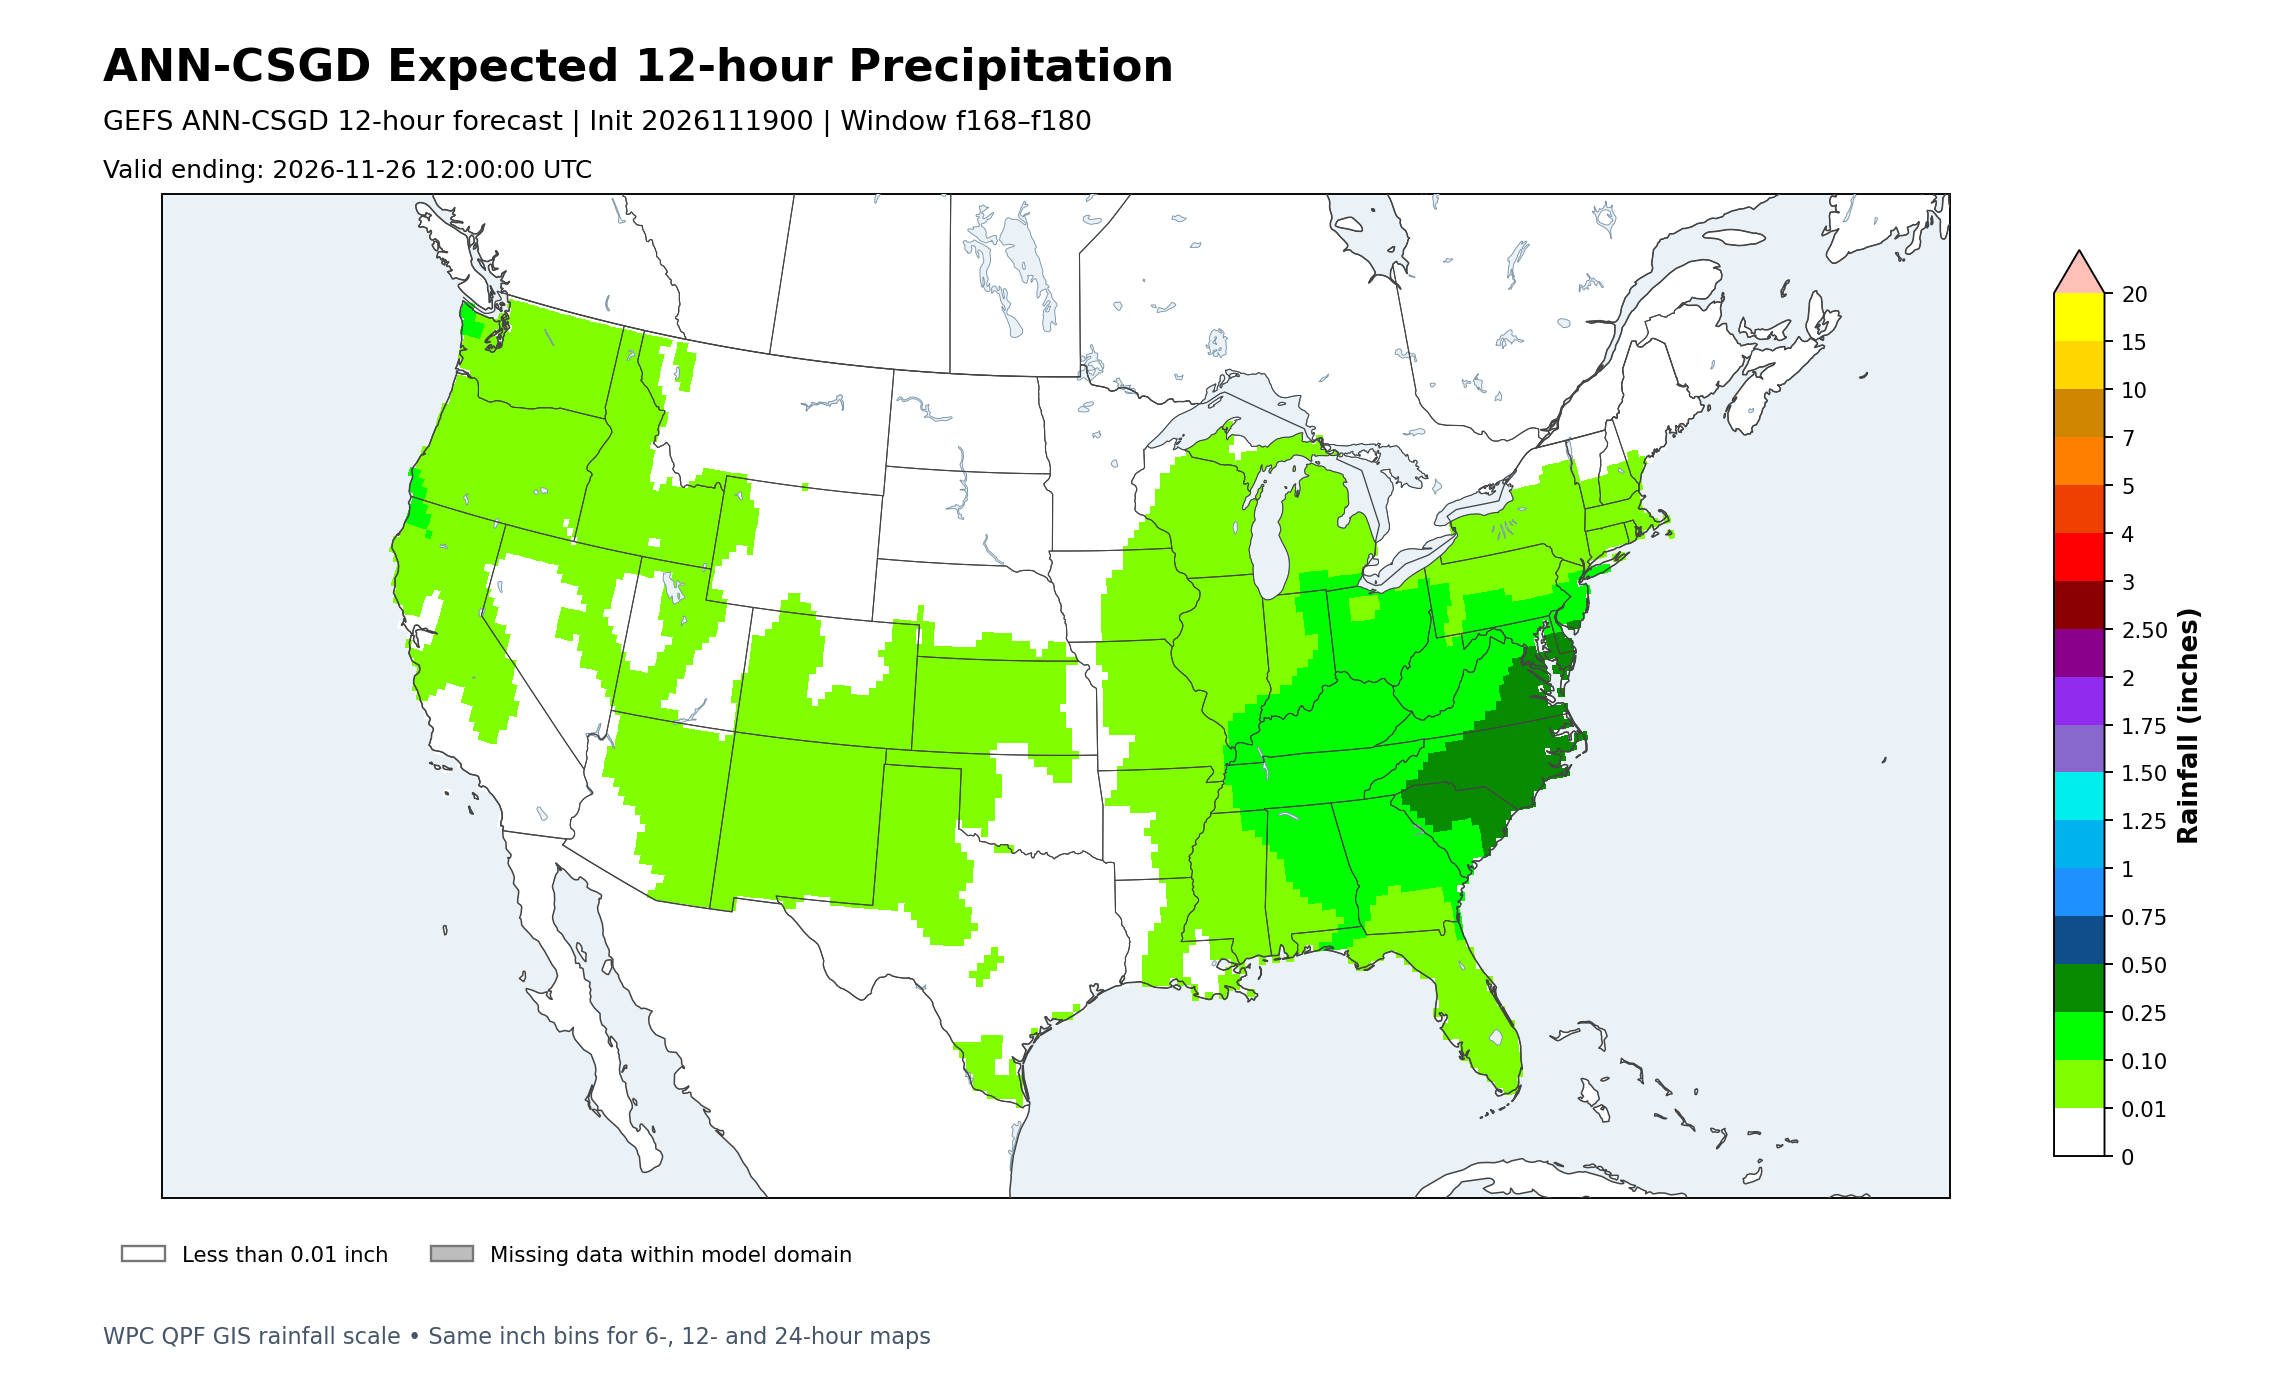 ANN-CSGD Expected 12-hour Precipitation
GEFS ANN-CSGD 12-hour forecast | Init 2026111900 | Window f168–f180
Valid ending: 2026-11-26 12:00:00 UTC
20
15
10
7
5
4
3
2.50
2
1.75
1.50
1.25
1
0.75
0.50
0.25
0.10
0.01
0
Rainfall (inches)
Less than 0.01 inch
Missing data within model domain
WPC QPF GIS rainfall scale • Same inch bins for 6-, 12- and 24-hour maps